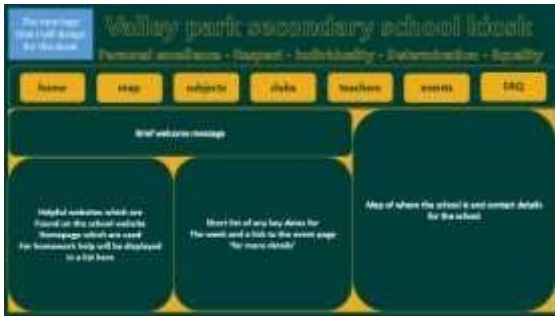 The new logo
that I will design
for the kiosk
Valley park secondary school kiosk
Personal excellence - Respect - Individuality - Determination - Equality
home
map
subjects
clubs
teachers
events
FAQ
Brief welcome message
Helpful websites which are
Found on the school website
Homepage which are used
For homework help will be displayed
in a list here
Short list of any key dates for
The week and a link to the event page
'for more details'
Map of where the school is and contact details
for the school